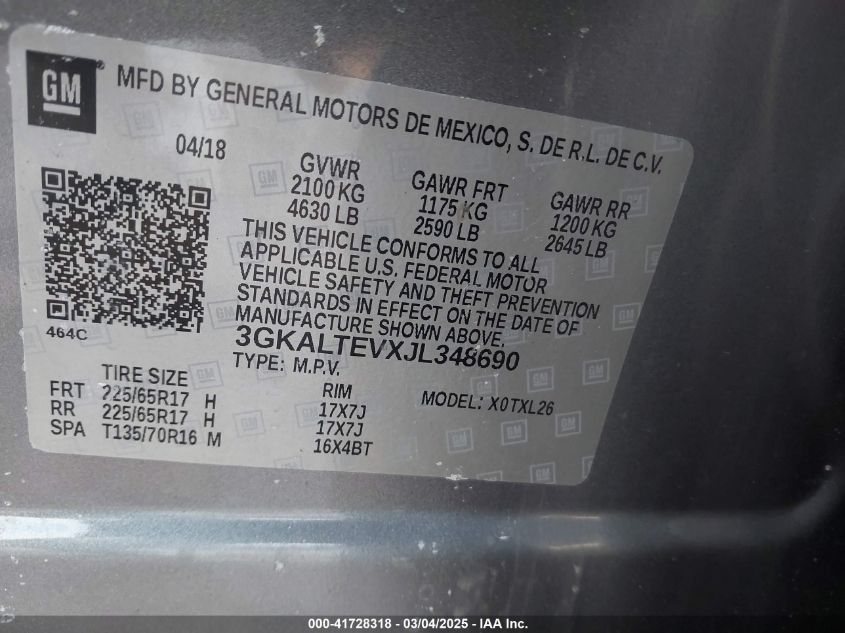 GM
MFD BY GENERAL MOTORS DE MEXICO, S. DE R.L. DE C.V.
04/18
GVWR
2100 KG
4630 LB
GAWR FRT
1175 KG
2590 LB
GAWR RR
1200 KG
2645 LB
THIS VEHICLE CONFORMS TO ALL
APPLICABLE U.S. FEDERAL MOTOR
VEHICLE SAFETY AND THEFT PREVENTION
STANDARDS IN EFFECT ON THE DATE OF
MANUFACTURE SHOWN ABOVE.
464C
3GKALTEVXJL348690
TYPE: M.P.V.
MODEL: X0TXL26
TIRE SIZE RIM
FRT 225/65R17 H 17X7J
RR 225/65R17 H 17X7J
SPA T135/70R16 M 16X4BT
000-41728318 - 03/04/2025 - IAA Inc.